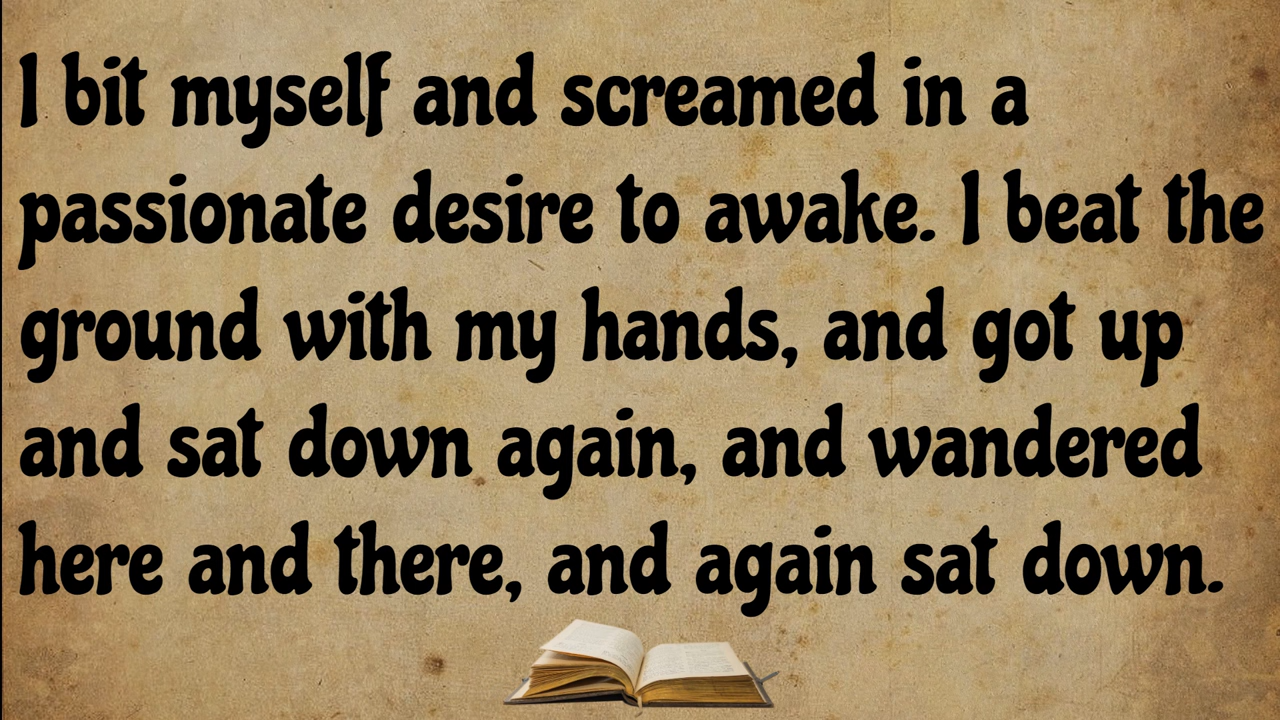 I bit myself and screamed in a
passionate desire to awake. I beat the
ground with my hands, and got up
and sat down again, and wandered
here and there, and again sat down.